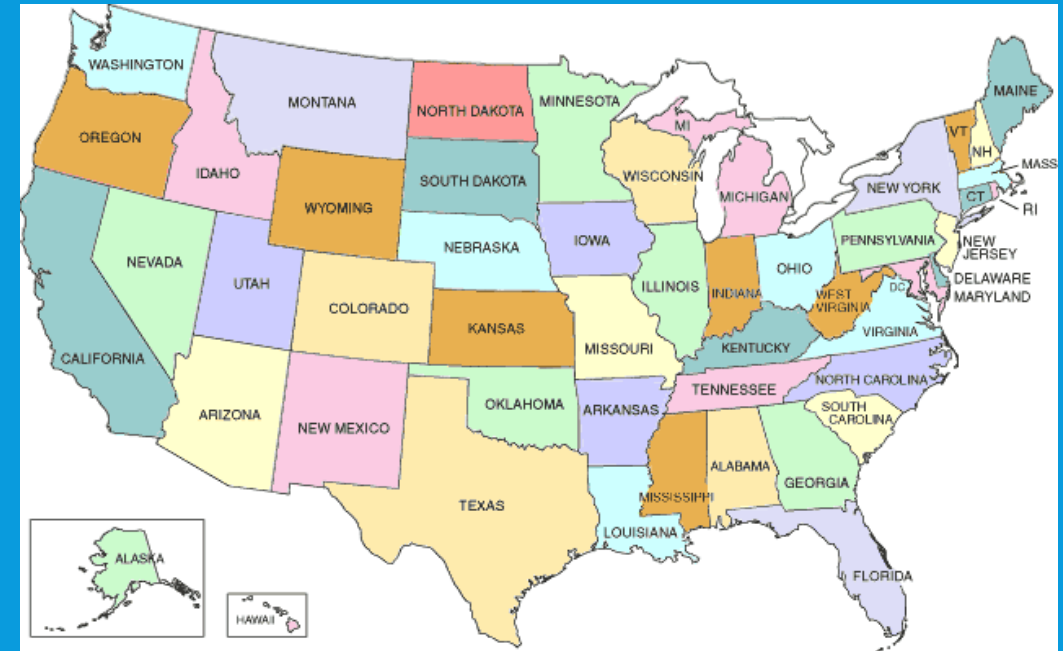 WASHINGTON
MONTANA
NORTH DAKOTA
MINNESOTA
MAINE
OREGON
IDAHO
WYOMING
SOUTH DAKOTA
WISCONSIN
MI
MICHIGAN
NEW YORK
VT
NH
MASS
CT
RI
NEVADA
UTAH
COLORADO
NEBRASKA
IOWA
ILLINOIS
INDIANA
OHIO
PENNSYLVANIA
NEW
JERSEY
DELAWARE
MARYLAND
DC
WEST
VIRGINIA
VIRGINIA
CALIFORNIA
KANSAS
MISSOURI
KENTUCKY
ARIZONA
NEW MEXICO
OKLAHOMA
ARKANSAS
TENNESSEE
NORTH CAROLINA
SOUTH
CAROLINA
TEXAS
LOUISIANA
MISSISSIPPI
ALABAMA
GEORGIA
FLORIDA
ALASKA
HAWAII